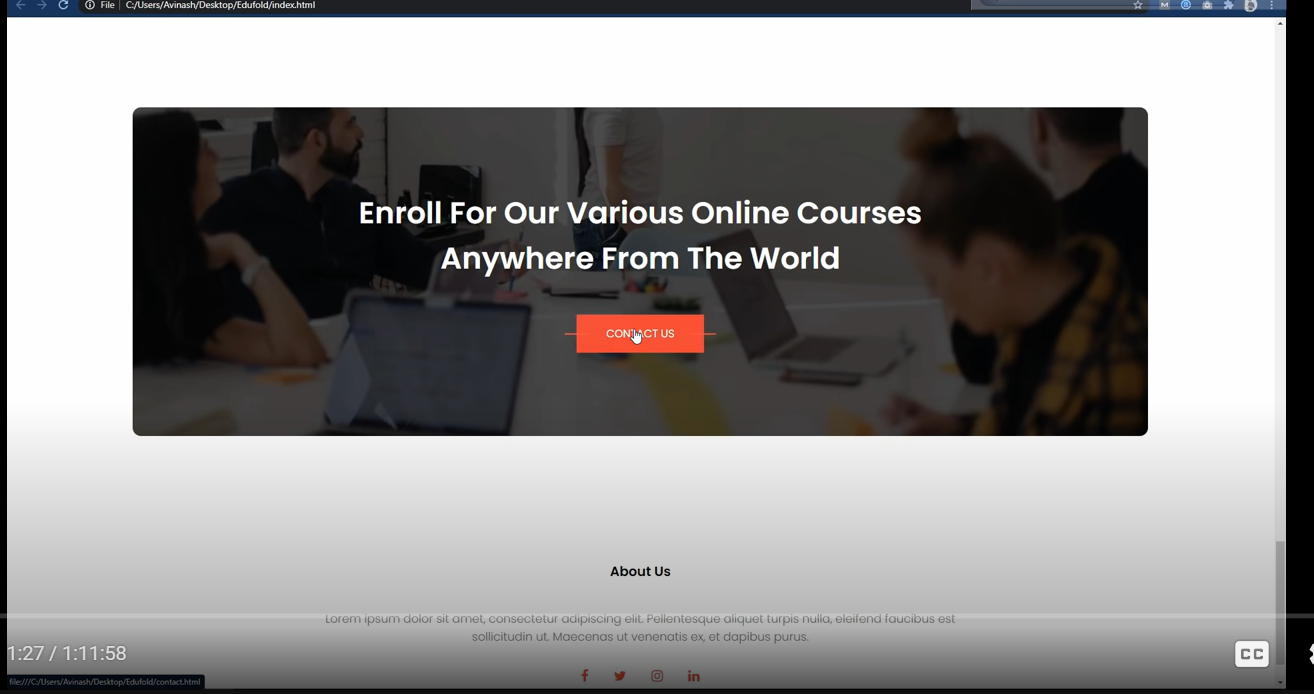 File C:/Users/Avinash/Desktop/Edufold/index.html
Enroll For Our Various Online Courses
Anywhere From The World
CONTACT US
About Us
Lorem ipsum dolor sit amet, consectetur adipiscing elit. Pellentesque aliquet turpis nulla, eleifend faucibus est
sollicitudin ut. Maecenas ut venenatis ex, et dapibus purus.
1:27 / 1:11:58
CC
file:///C:/Users/Avinash/Desktop/Edufold/contact.html